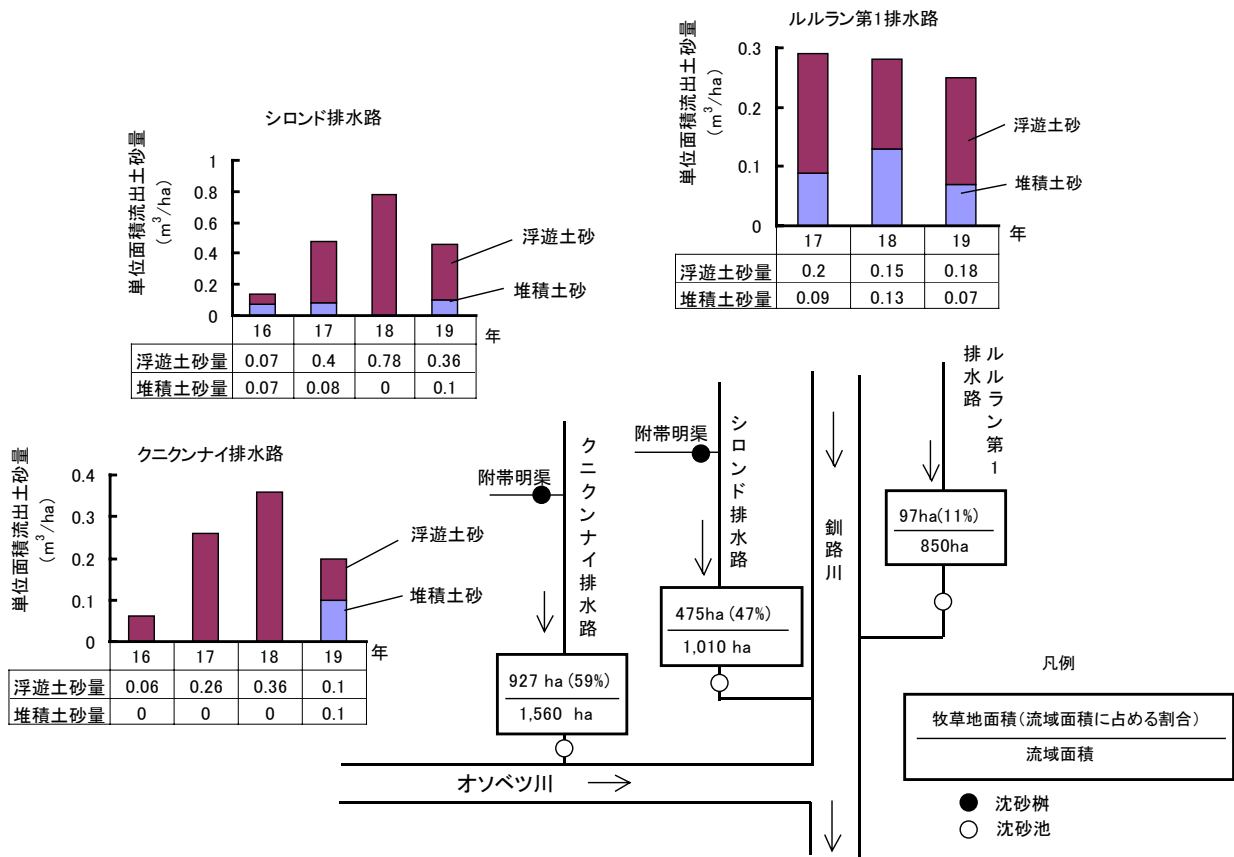 ルルラン第1排水路
単位面積流出土砂量
(m³/ha)
0.3
0.2
0.1
0
浮遊土砂
堆積土砂
17 18 19 年
浮遊土砂量 0.2 0.15 0.18
堆積土砂量 0.09 0.13 0.07
シロンド排水路
単位面積流出土砂量
(m³/ha)
1
0.8
0.6
0.4
0.2
0
浮遊土砂
堆積土砂
16 17 18 19 年
浮遊土砂量 0.07 0.4 0.78 0.36
堆積土砂量 0.07 0.08 0 0.1
クニクンナイ排水路
単位面積流出土砂量
(m³/ha)
0.4
0.3
0.2
0.1
0
浮遊土砂
堆積土砂
16 17 18 19 年
浮遊土砂量 0.06 0.26 0.36 0.1
堆積土砂量 0 0 0 0.1
附帯明渠
クニクンナイ排水路
927 ha (59%)
1,560 ha
附帯明渠
シロンド排水路
475ha (47%)
1,010 ha
釧路川
ルルラン第1
排水路
97ha(11%)
850ha
オソベツ川
凡例
牧草地面積(流域面積に占める割合)
流域面積
沈砂桝
沈砂池